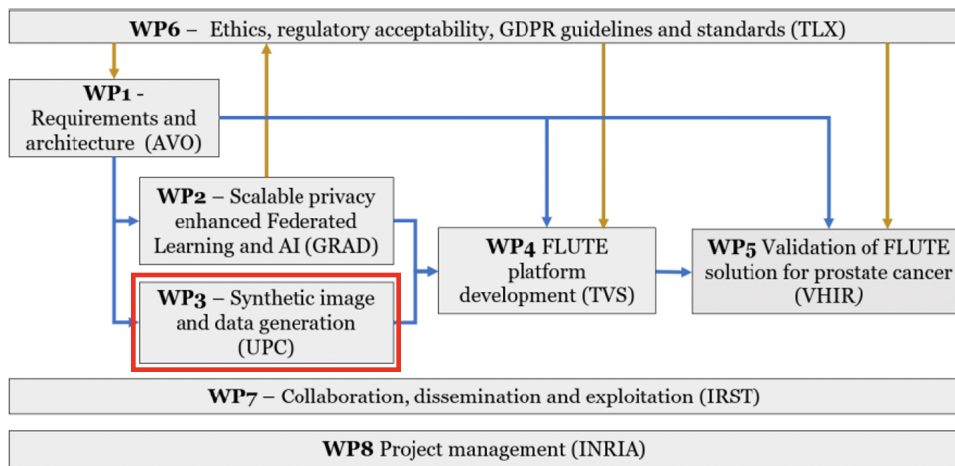 WP6 – Ethics, regulatory acceptability, GDPR guidelines and standards (TLX)
WP1 -
Requirements and
architecture (AVO)
WP2 – Scalable privacy
enhanced Federated
Learning and AI (GRAD)
WP3 – Synthetic image
and data generation
(UPC)
WP4 FLUTE
platform
development (TVS)
WP5 Validation of FLUTE
solution for prostate cancer
(VHIR)
WP7 – Collaboration, dissemination and exploitation (IRST)
WP8 Project management (INRIA)